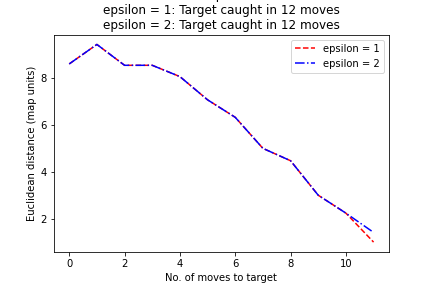 epsilon = 1: Target caught in 12 moves
epsilon = 2: Target caught in 12 moves
epsilon = 1
epsilon = 2
Euclidean distance (map units)
8
6
4
2
0 2 4 6 8 10
No. of moves to target